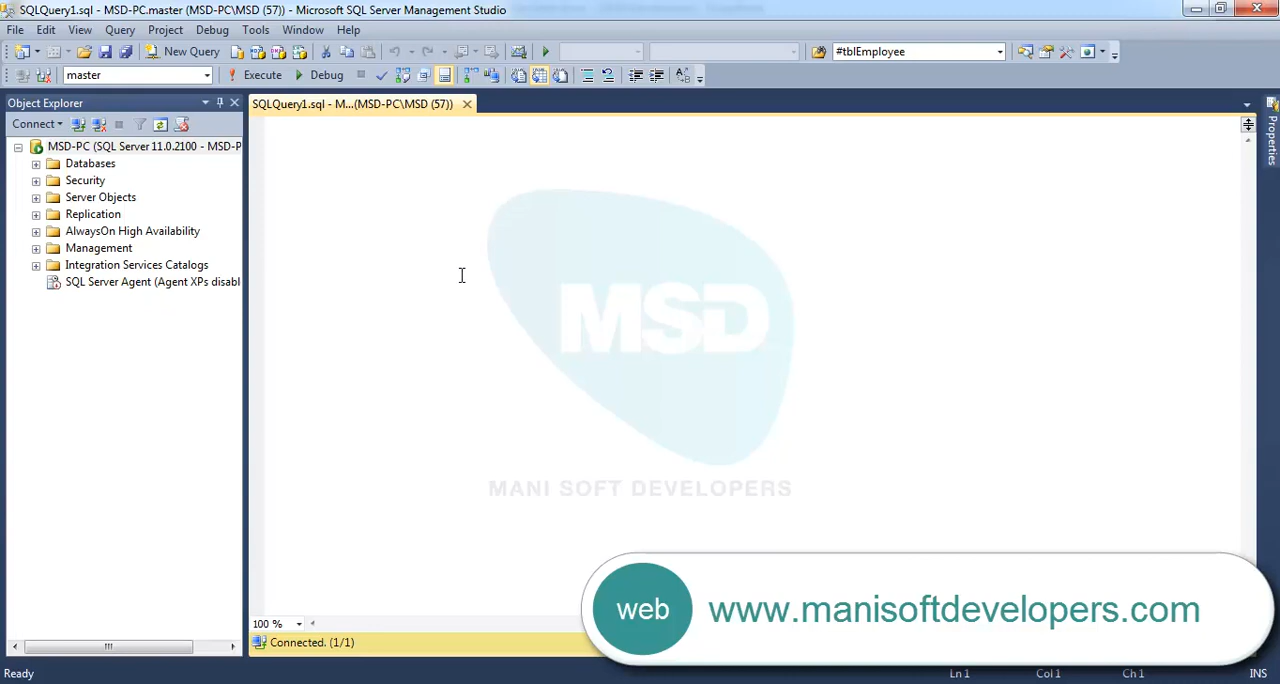 SQLQuery1.sql - MSD-PC.master (MSD-PC\MSD (57)) - Microsoft SQL Server Management Studio
File Edit View Query Project Debug Tools Window Help
New Query #tblEmployee
master Execute Debug
Object Explorer
SQLQuery1.sql - M...(MSD-PC\MSD (57))
Connect
MSD-PC (SQL Server 11.0.2100 - MSD-P
Databases
Security
Server Objects
Replication
AlwaysOn High Availability
Management
Integration Services Catalogs
SQL Server Agent (Agent XPs disabl
Properties
MSD
MANI SOFT DEVELOPERS
web www.manisoftdevelopers.com
100 %
Connected. (1/1)
Ready Ln 1 Col 1 Ch 1 INS